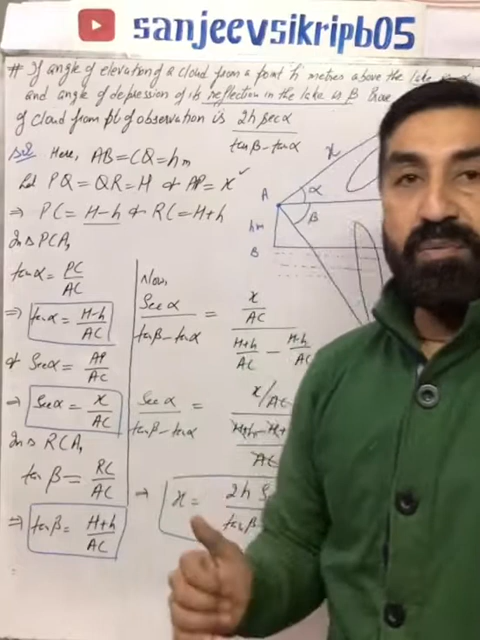 sanjeevsikripb05
# If angle of elevation of a cloud from a point h metres above the lake is α
and angle of depression of its reflection in the lake is β Prove
of cloud from pt of observation is 2h secα / tanβ-tanα
Sol Here, AB=CQ=hm
Let PQ=QR=H & AP=x
⇒ PC=H-h & RC=H+h
In △ PCA,
tanα = PC/AC
⇒ tanα = H-h/AC
& Secα = AP/AC
⇒ Secα = x/AC
In △ RCA,
tanβ = RC/AC
⇒ tanβ = H+h/AC
Now,
Secα / tanβ-tanα = x/AC / H+h/AC - H-h/AC
Secα / tanβ-tanα = x/AC / H+h-H+ / AC
⇒ x = 2h S / tanβ
x
A
α
β
hm
B